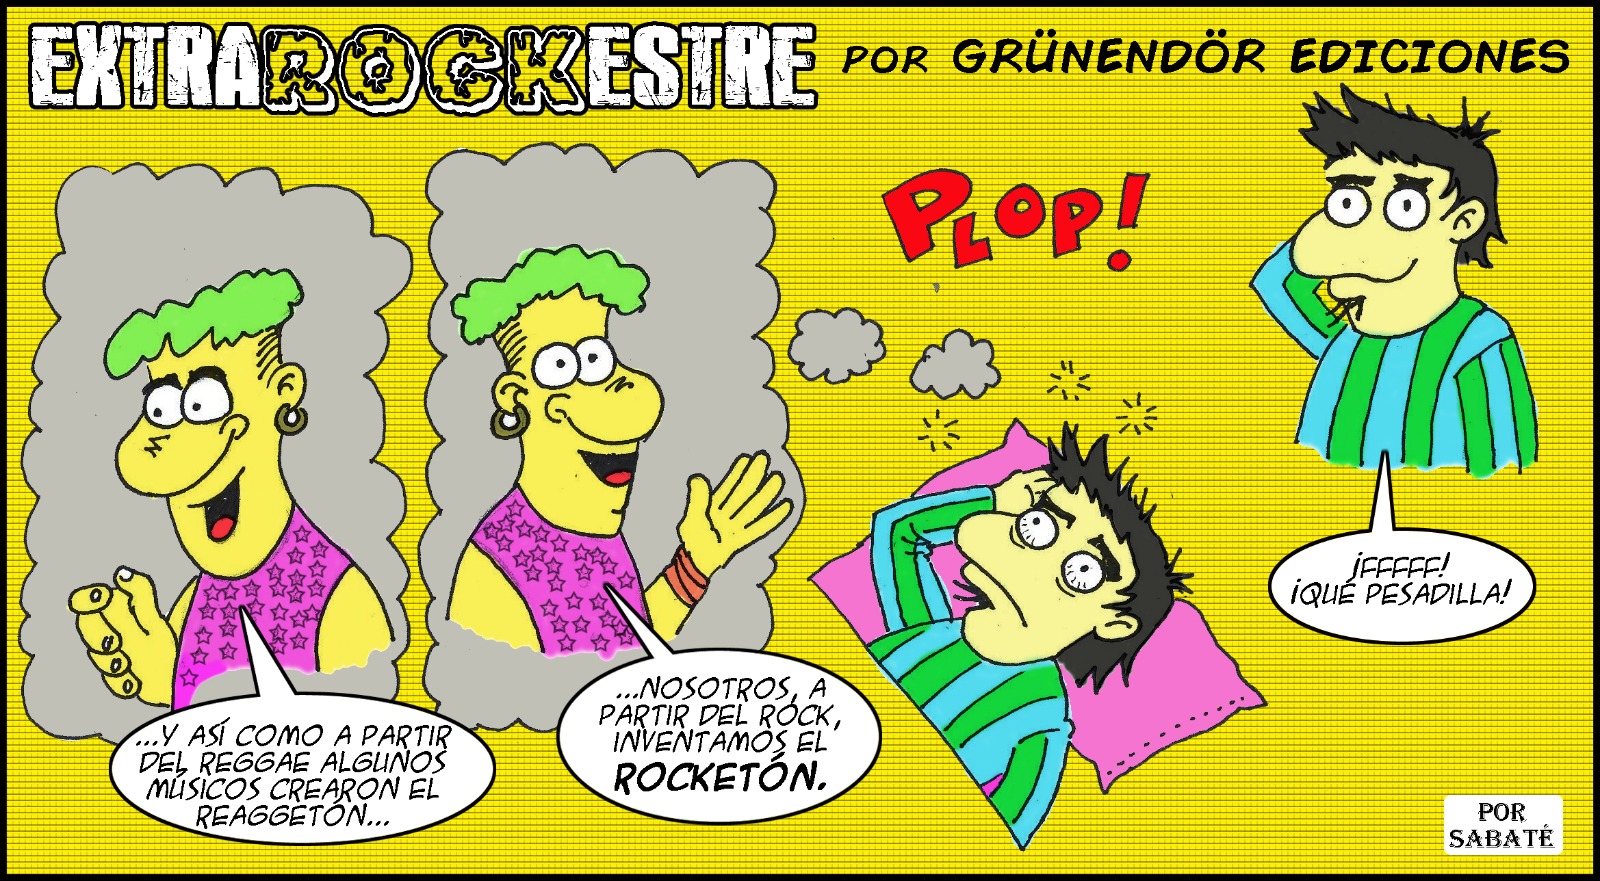 EXTRAROCKESTRE POR GRÜNENDÖR EDICIONES
...Y ASÍ COMO A PARTIR
DEL REGGAE ALGUNOS
MÚSICOS CREARON EL
REAGGETÓN...
...NOSOTROS, A
PARTIR DEL ROCK,
INVENTAMOS EL
ROCKETÓN.
PLOP!
¡FFFFF!
¡QUÉ PESADILLA!
POR
SABATÉ